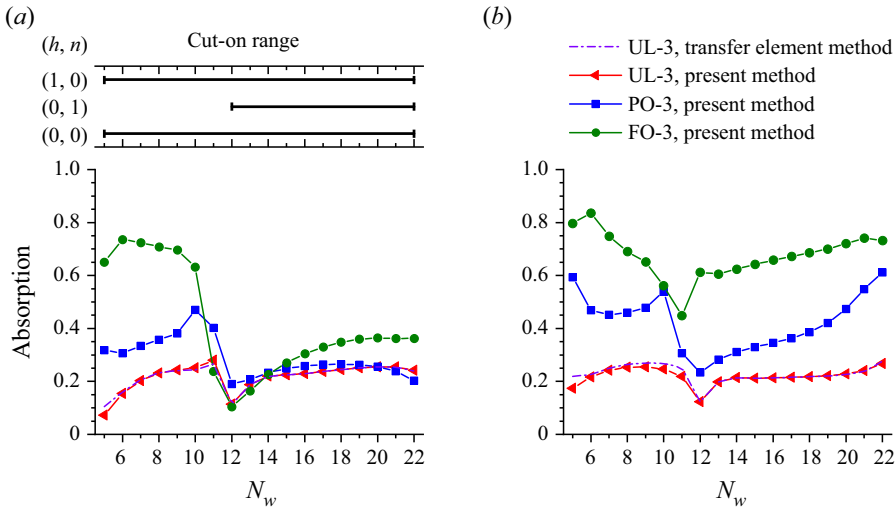 (a)
(h, n)
Cut-on range
(1, 0)
(0, 1)
(0, 0)
1.0
0.8
0.6
0.4
0.2
0
Absorption
6 8 10 12 14 16 18 20 22
N_w
(b)
UL-3, transfer element method
UL-3, present method
PO-3, present method
FO-3, present method
1.0
0.8
0.6
0.4
0.2
0
6 8 10 12 14 16 18 20 22
N_w